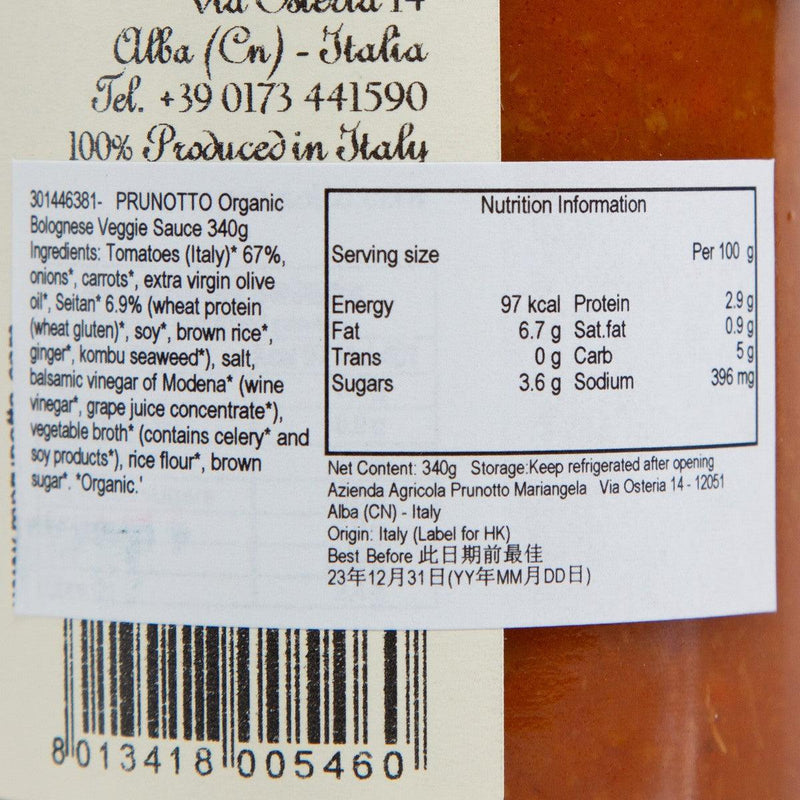 Via Osteria 14
Alba (Cn) - Italia
Tel. +39 0173 441590
100% Produced in Italy
301446381- PRUNOTTO Organic
Bolognese Veggie Sauce 340g
Ingredients: Tomatoes (Italy)* 67%,
onions*, carrots*, extra virgin olive
oil*, Seitan* 6.9% (wheat protein
(wheat gluten)*, soy*, brown rice*,
ginger*, kombu seaweed*), salt,
balsamic vinegar of Modena* (wine
vinegar*, grape juice concentrate*),
vegetable broth* (contains celery* and
soy products*), rice flour*, brown
sugar*. *Organic.'
Nutrition Information
Serving size Per 100 g
Energy 97 kcal Protein 2.9 g
Fat 6.7 g Sat.fat 0.9 g
Trans 0 g Carb 5 g
Sugars 3.6 g Sodium 396 mg
Net Content: 340g Storage:Keep refrigerated after opening
Azienda Agricola Prunotto Mariangela Via Osteria 14 - 12051
Alba (CN) - Italy
Origin: Italy (Label for HK)
Best Before 此日期前最佳
23年12月31日(YY年MM月DD日)
8 013418 005460